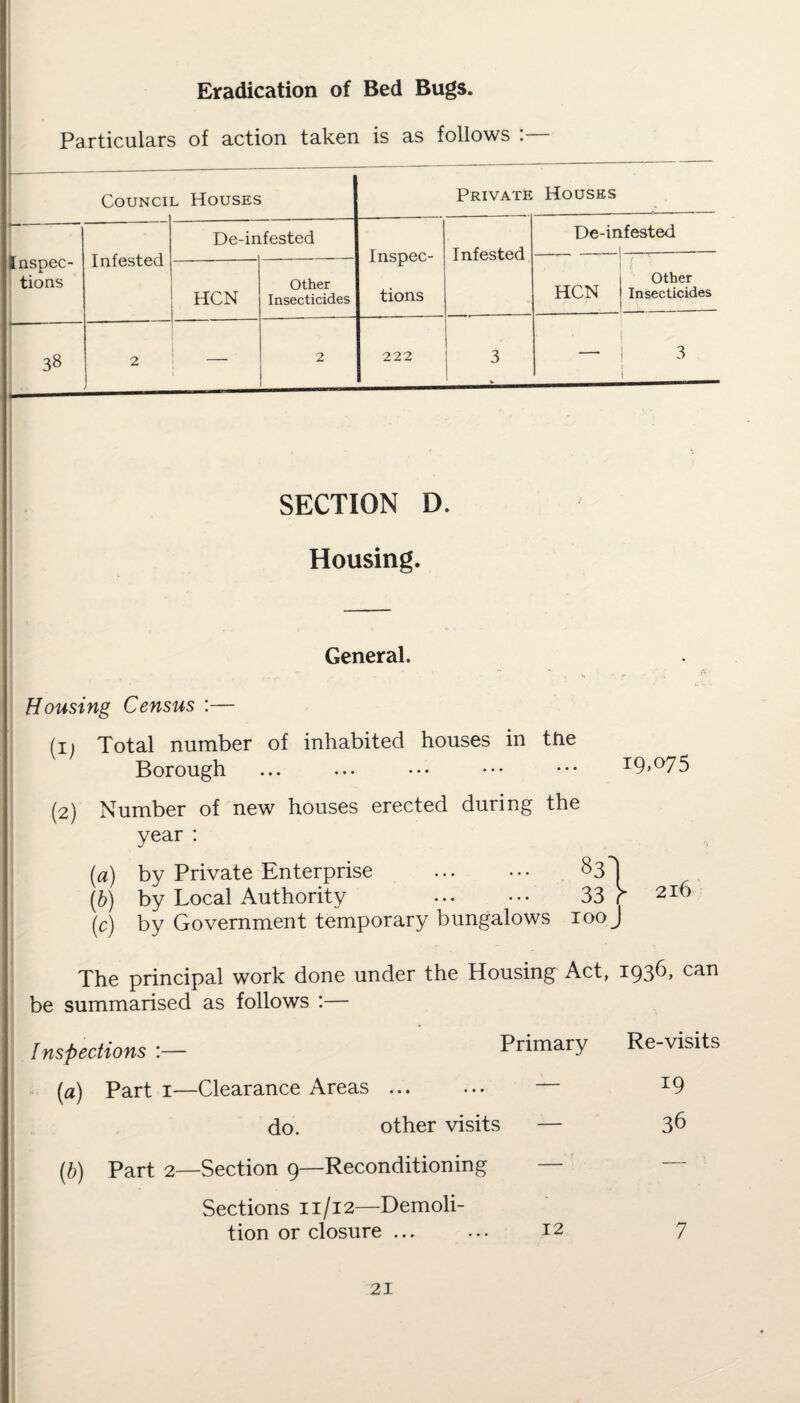 Eradication of Bed Bugs.
Particulars of action taken is as follows :—
Council Houses Private Houses
Inspections Infested De-infested Inspections Infested De-infested
HCN Other Insecticides HCN Other Insecticides
38 2 — 2 222 3 — 3
SECTION D.
Housing.
General.
Housing Census :—
(1) Total number of inhabited houses in the
Borough ... ... ... ... ... 19,075
(2) Number of new houses erected during the
year :
(a) by Private Enterprise ... ... 83
(b) by Local Authority ... ... 33 } 216
(c) by Government temporary bungalows 100
The principal work done under the Housing Act, 1936, can
be summarised as follows :—
Inspections :— Primary Re-visits
(a) Part 1—Clearance Areas ... ... — 19
do. other visits — 36
(b) Part 2—Section 9—Reconditioning — —
Sections 11/12—Demoli-
tion or closure ... ... 12 7
21